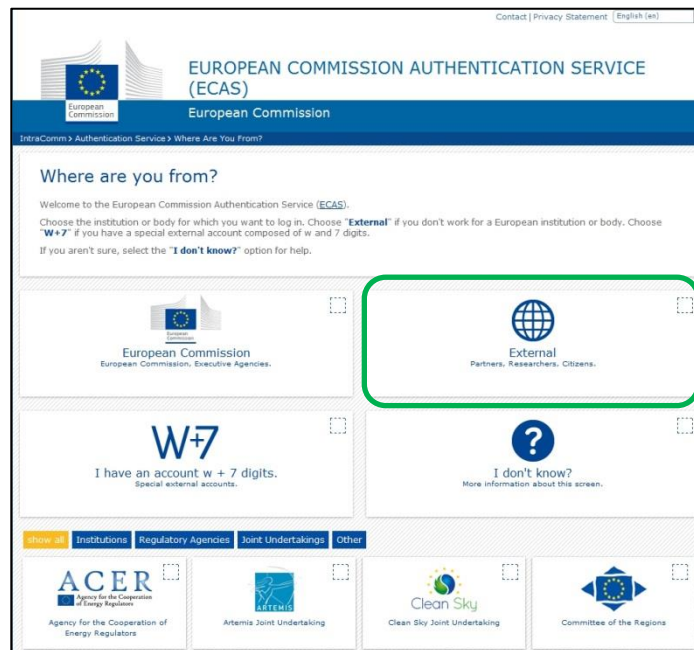 Contact | Privacy Statement English (en)
EUROPEAN COMMISSION AUTHENTICATION SERVICE
(ECAS)
European
Commission
European Commission
IntraComm > Authentication Service > Where Are You From?
Where are you from?
Welcome to the European Commission Authentication Service (ECAS).
Choose the institution or body for which you want to log in. Choose "External" if you don't work for a European institution or body. Choose
"W+7" if you have a special external account composed of w and 7 digits.
If you aren't sure, select the "I don't know?" option for help.
European
Commission
European Commission
European Commission, Executive Agencies.
External
Partners, Researchers, Citizens.
W+7
I have an account w + 7 digits.
Special external accounts.
?
I don't know?
More information about this screen.
show all Institutions Regulatory Agencies Joint Undertakings Other
ACER
Agency for the Cooperation
of Energy Regulators
Agency for the Cooperation of
Energy Regulators
ARTEMIS
Artemis Joint Undertaking
Clean Sky
Clean Sky Joint Undertaking
Committee of the Regions